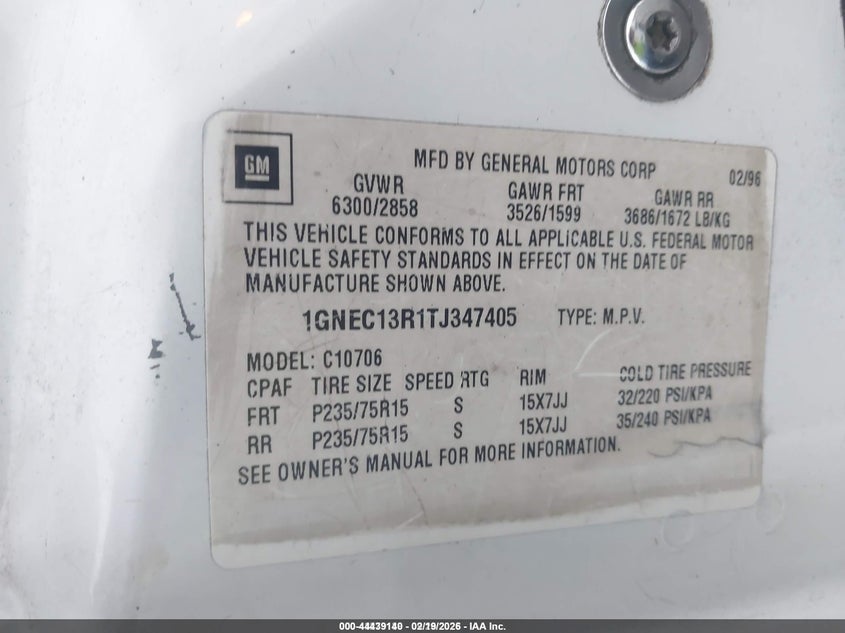 GM
MFD BY GENERAL MOTORS CORP 02/96
GVWR GAWR FRT GAWR RR
6300/2858 3526/1599 3686/1672 LB/KG
THIS VEHICLE CONFORMS TO ALL APPLICABLE U.S. FEDERAL MOTOR
VEHICLE SAFETY STANDARDS IN EFFECT ON THE DATE OF
MANUFACTURE SHOWN ABOVE.
1GNEC13R1TJ347405 TYPE: M.P.V.
MODEL: C10706
CPAF TIRE SIZE SPEED RTG RIM COLD TIRE PRESSURE
FRT P235/75R15 S 15X7JJ 32/220 PSI/KPA
RR P235/75R15 S 15X7JJ 35/240 PSI/KPA
SEE OWNER'S MANUAL FOR MORE INFORMATION.
000-44439140 - 02/19/2026 - IAA Inc.